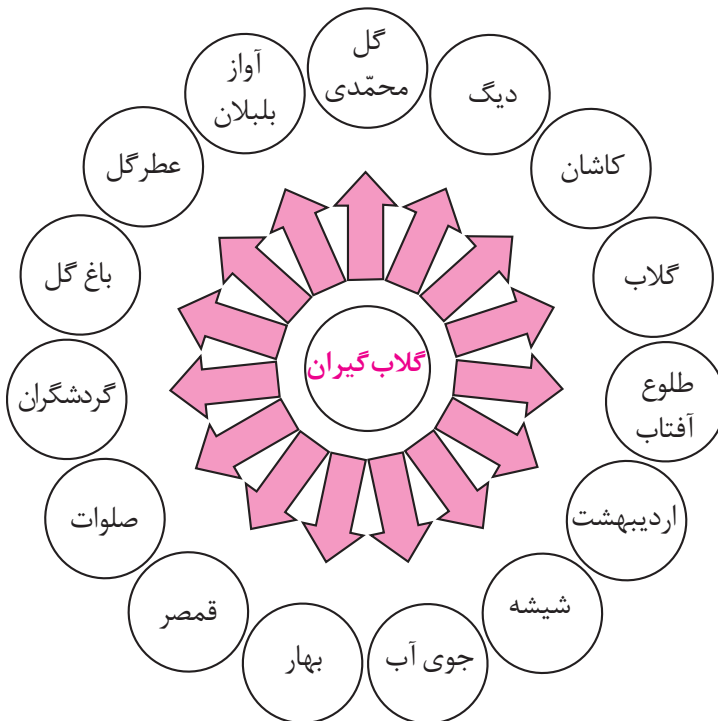 گل
محمّدی
دیگ
کاشان
گلاب
طلوع
آفتاب
اردیبهشت
شیشه
جوی آب
بهار
قمصر
صلوات
گردشگران
باغ گل
عطر گل
آواز
بلبلان
گلاب‌گیران